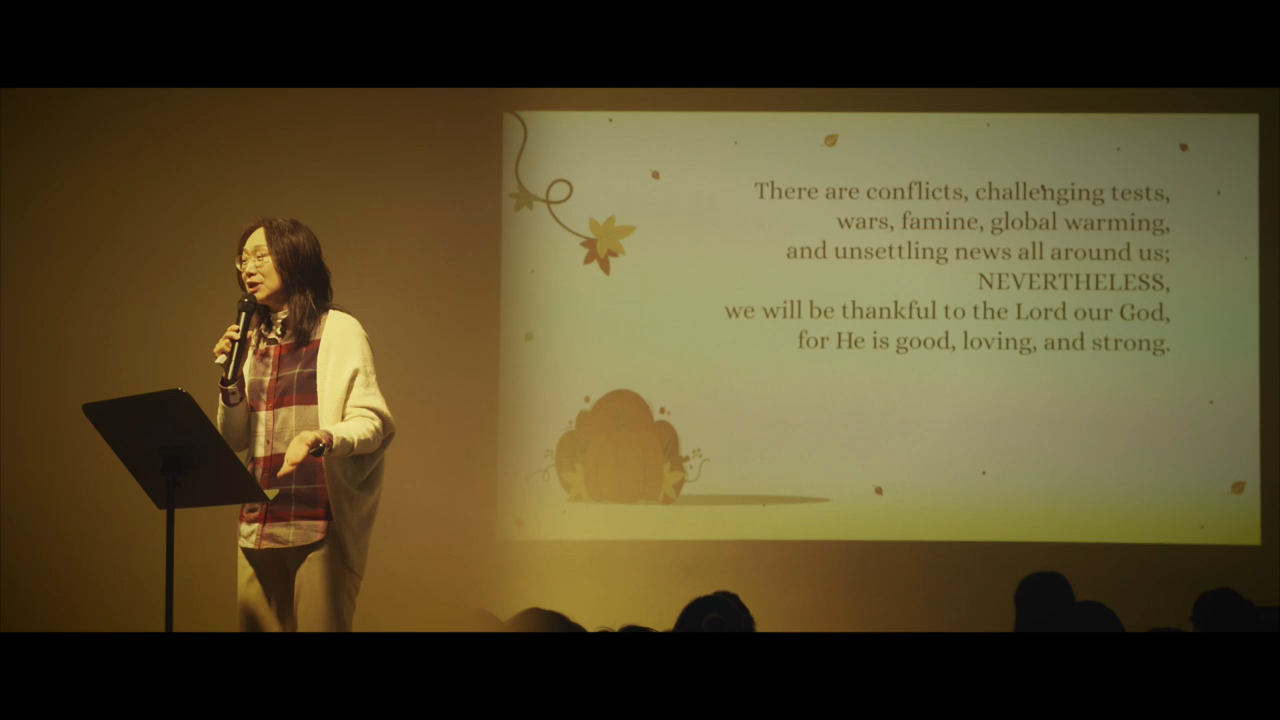 There are conflicts, challenging tests,
wars, famine, global warming,
and unsettling news all around us;
NEVERTHELESS,
we will be thankful to the Lord our God,
for He is good, loving, and strong.